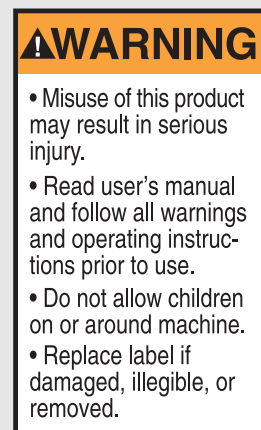 WARNING
• Misuse of this product
may result in serious
injury.
• Read user's manual
and follow all warnings
and operating instruc-
tions prior to use.
• Do not allow children
on or around machine.
• Replace label if
damaged, illegible, or
removed.